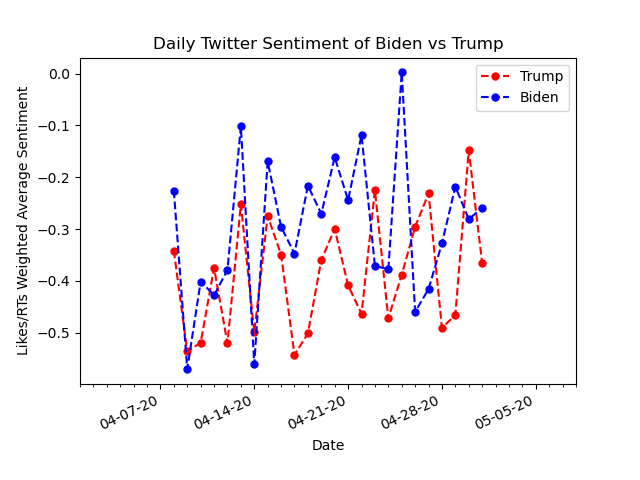 Daily Twitter Sentiment of Biden vs Trump
Trump
Biden
Likes/RTs Weighted Average Sentiment
0.0
−0.1
−0.2
−0.3
−0.4
−0.5
04-07-20
04-14-20
04-21-20
04-28-20
05-05-20
Date